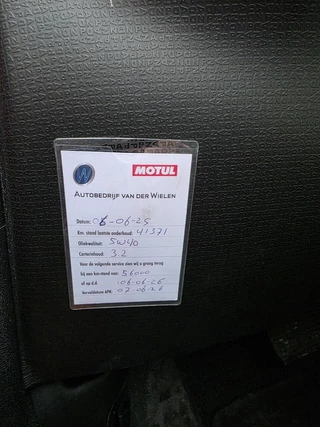 W
MOTUL
AUTOBEDRIJF VAN DER WIELEN
Datum: 06-06-25
Km. stand laatste onderhoud: 41371
Oliekwaliteit: 5W40
Carterinhoud: 3.2
Voor de volgende service zien wij u graag terug
bij een km-stand van: 56000
of op d.d. 06-06-26
Vervaldatum APK: 07-06-26